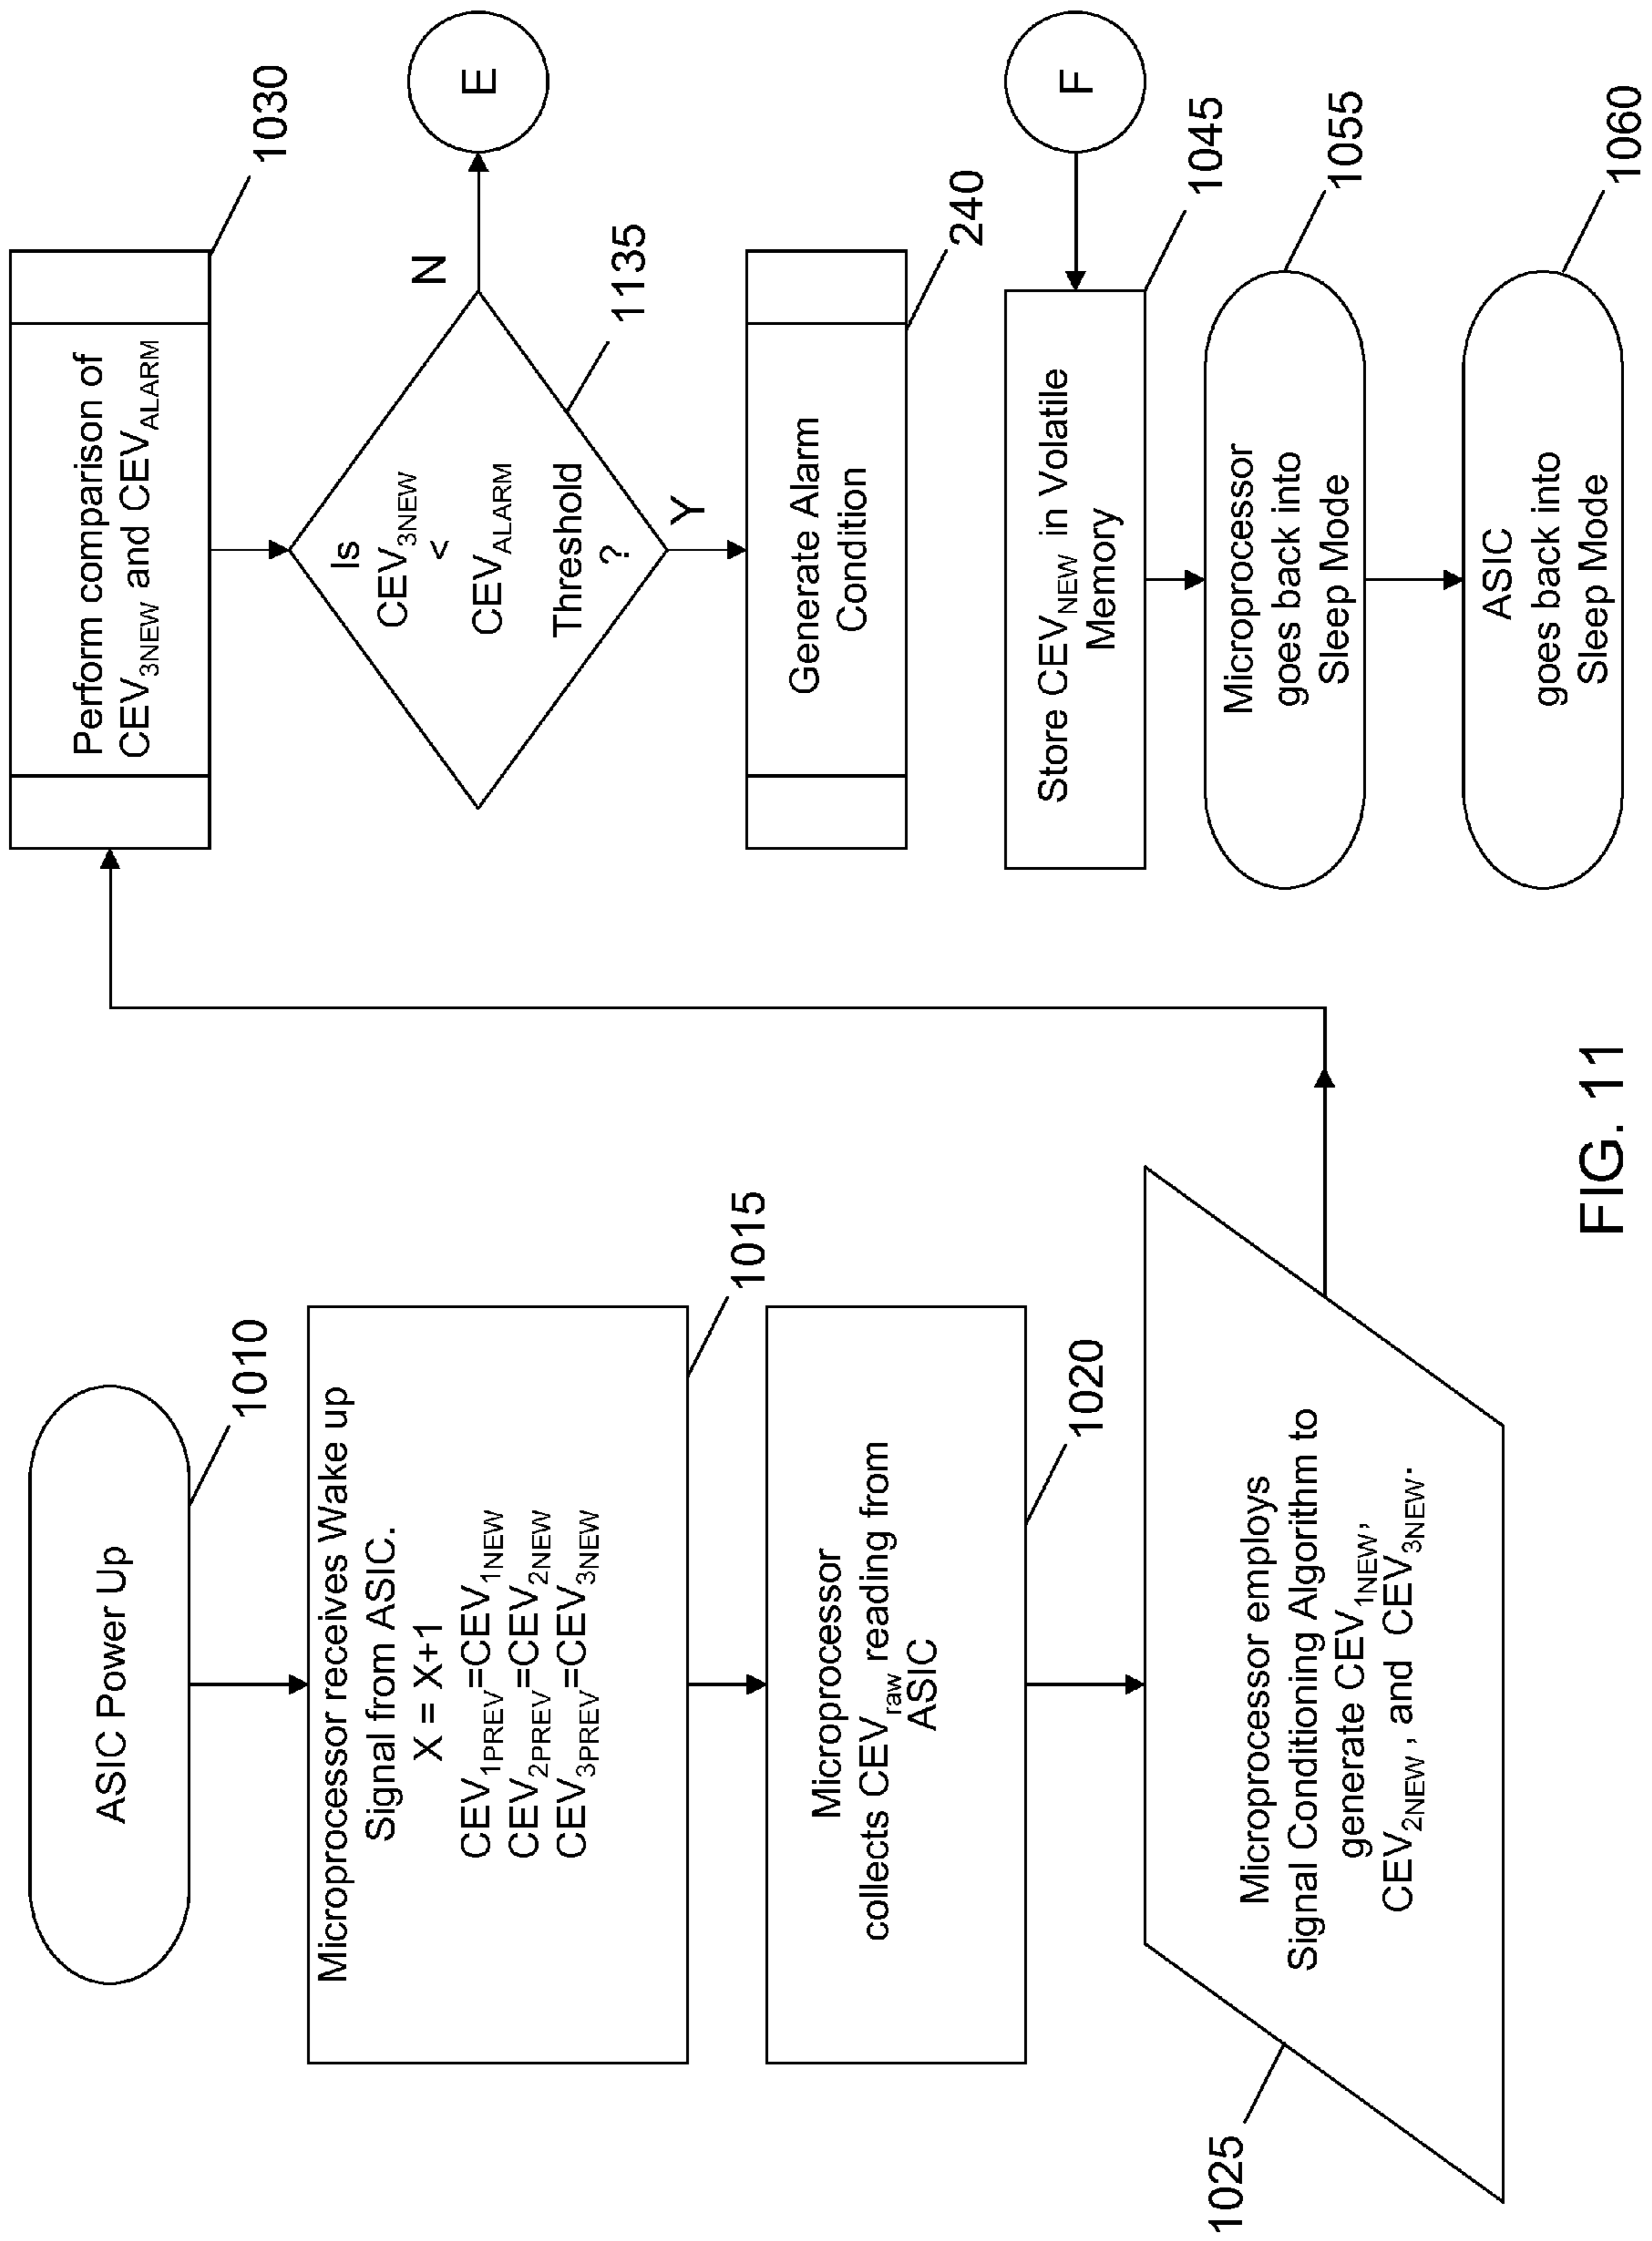 ASIC Power Up
1010
Microprocessor receives Wake up
Signal from ASIC.
X = X+1
CEV1PREV=CEV1NEW
CEV2PREV=CEV2NEW
CEV3PREV=CEV3NEW
1015
Microprocessor
collects CEVraw reading from
ASIC
1020
Microprocessor employs
Signal Conditioning Algorithm to
generate CEV1NEW,
CEV2NEW, and CEV3NEW.
1025
Perform comparison of
CEV3NEW and CEVALARM
1030
Is
CEV3NEW
<
CEVALARM
Threshold
?
N
Y
1135
E
Generate Alarm
Condition
240
F
Store CEVNEW in Volatile
Memory
1045
Microprocessor
goes back into
Sleep Mode
1055
ASIC
goes back into
Sleep Mode
1060
FIG. 11